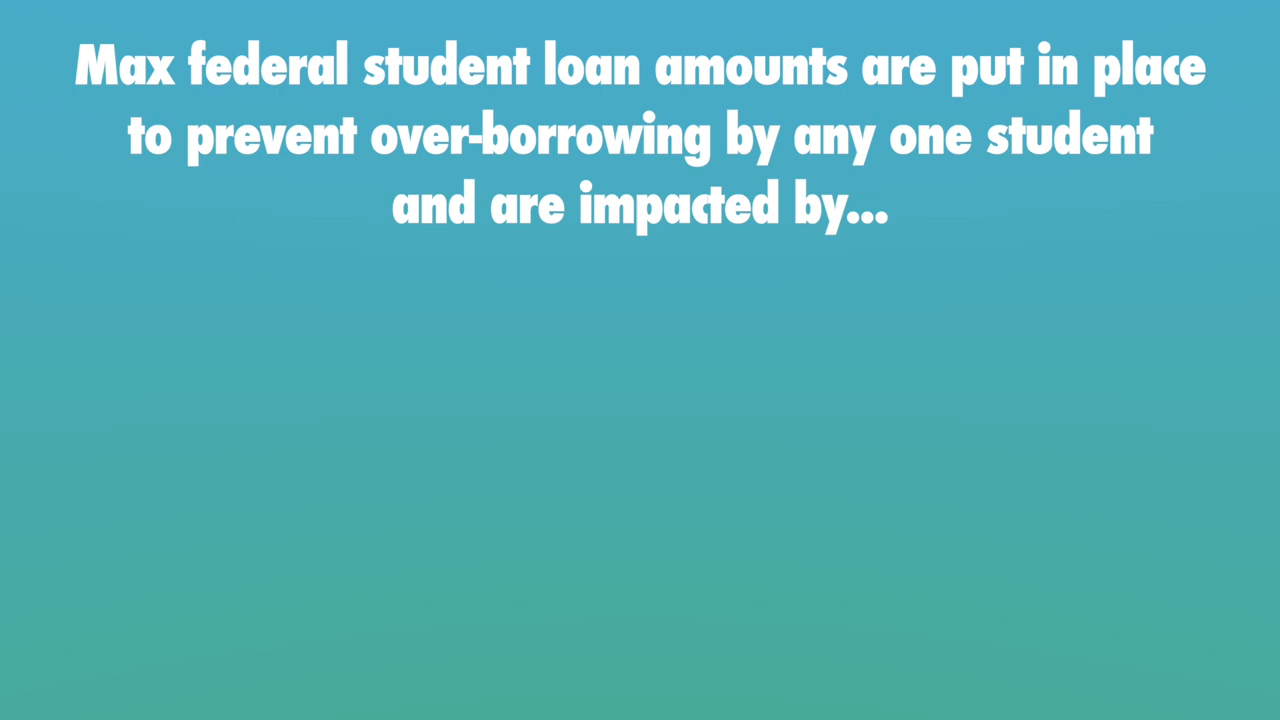 Max federal student loan amounts are put in place
to prevent over-borrowing by any one student
and are impacted by...